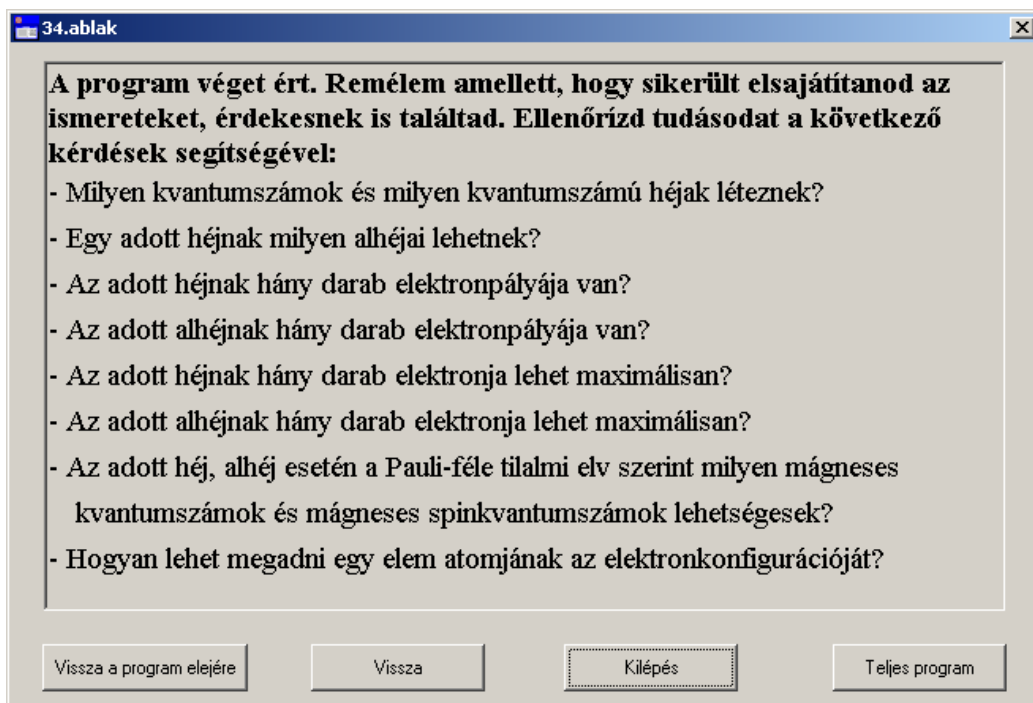 34.ablak
A program véget ért. Remélem amellett, hogy sikerült elsajátítanod az
ismereteket, érdekesnek is találtad. Ellenőrízd tudásodat a következő
kérdések segítségével:
- Milyen kvantumszámok és milyen kvantumszámú héjak léteznek?
- Egy adott héjnak milyen alhéjai lehetnek?
- Az adott héjnak hány darab elektronpályája van?
- Az adott alhéjnak hány darab elektronpályája van?
- Az adott héjnak hány darab elektronja lehet maximálisan?
- Az adott alhéjnak hány darab elektronja lehet maximálisan?
- Az adott héj, alhéj esetén a Pauli-féle tilalmi elv szerint milyen mágneses
kvantumszámok és mágneses spinkvantumszámok lehetségesek?
- Hogyan lehet megadni egy elem atomjának az elektronkonfigurációját?
Vissza a program elejére Vissza Kilépés Teljes program